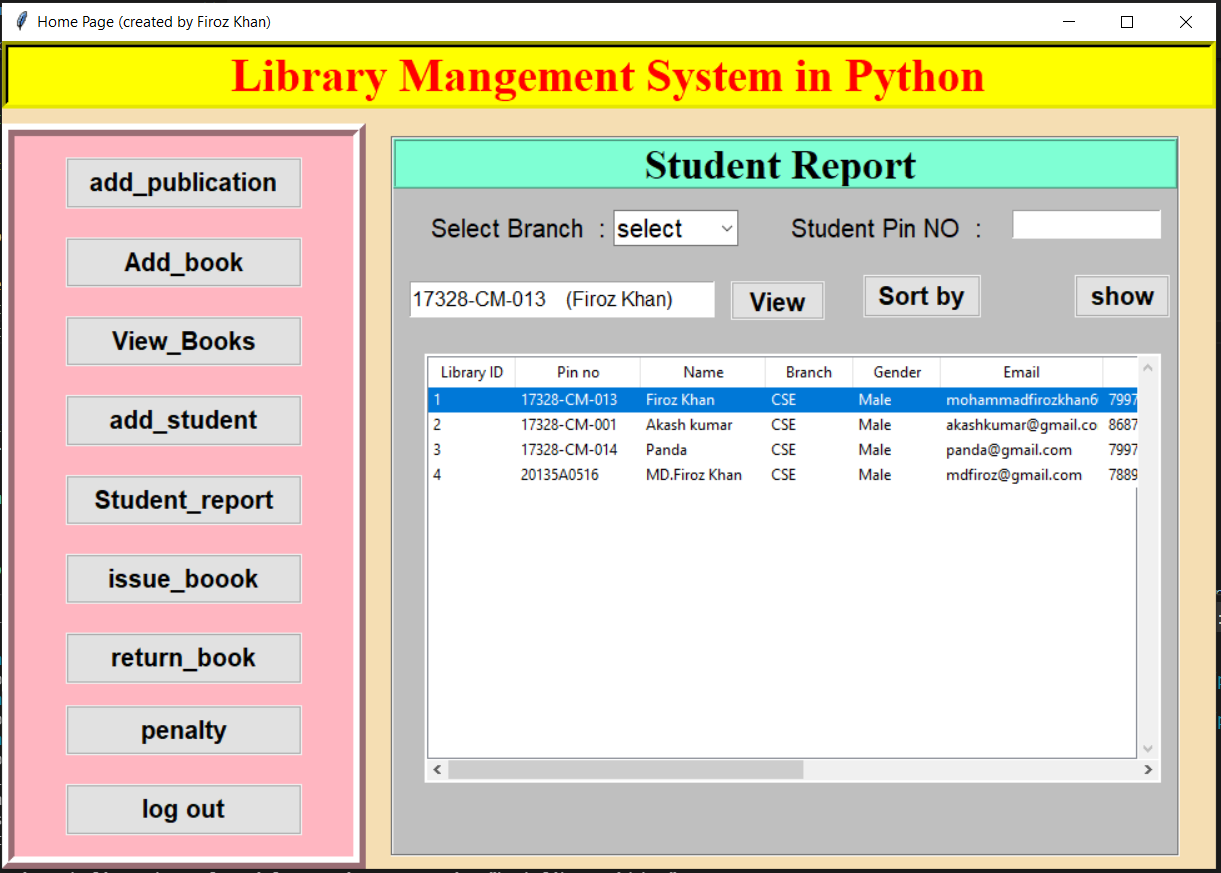 Home Page (created by Firoz Khan)
Library Mangement System in Python
add_publication
Add_book
View_Books
add_student
Student_report
issue_boook
return_book
penalty
log out
Student Report
Select Branch : select Student Pin NO :
17328-CM-013 (Firoz Khan) View Sort by show
Library ID Pin no Name Branch Gender Email
1 17328-CM-013 Firoz Khan CSE Male mohammadfirozkhan6 7997
2 17328-CM-001 Akash kumar CSE Male akashkumar@gmail.co 8687
3 17328-CM-014 Panda CSE Male panda@gmail.com 7997
4 20135A0516 MD.Firoz Khan CSE Male mdfiroz@gmail.com 7889